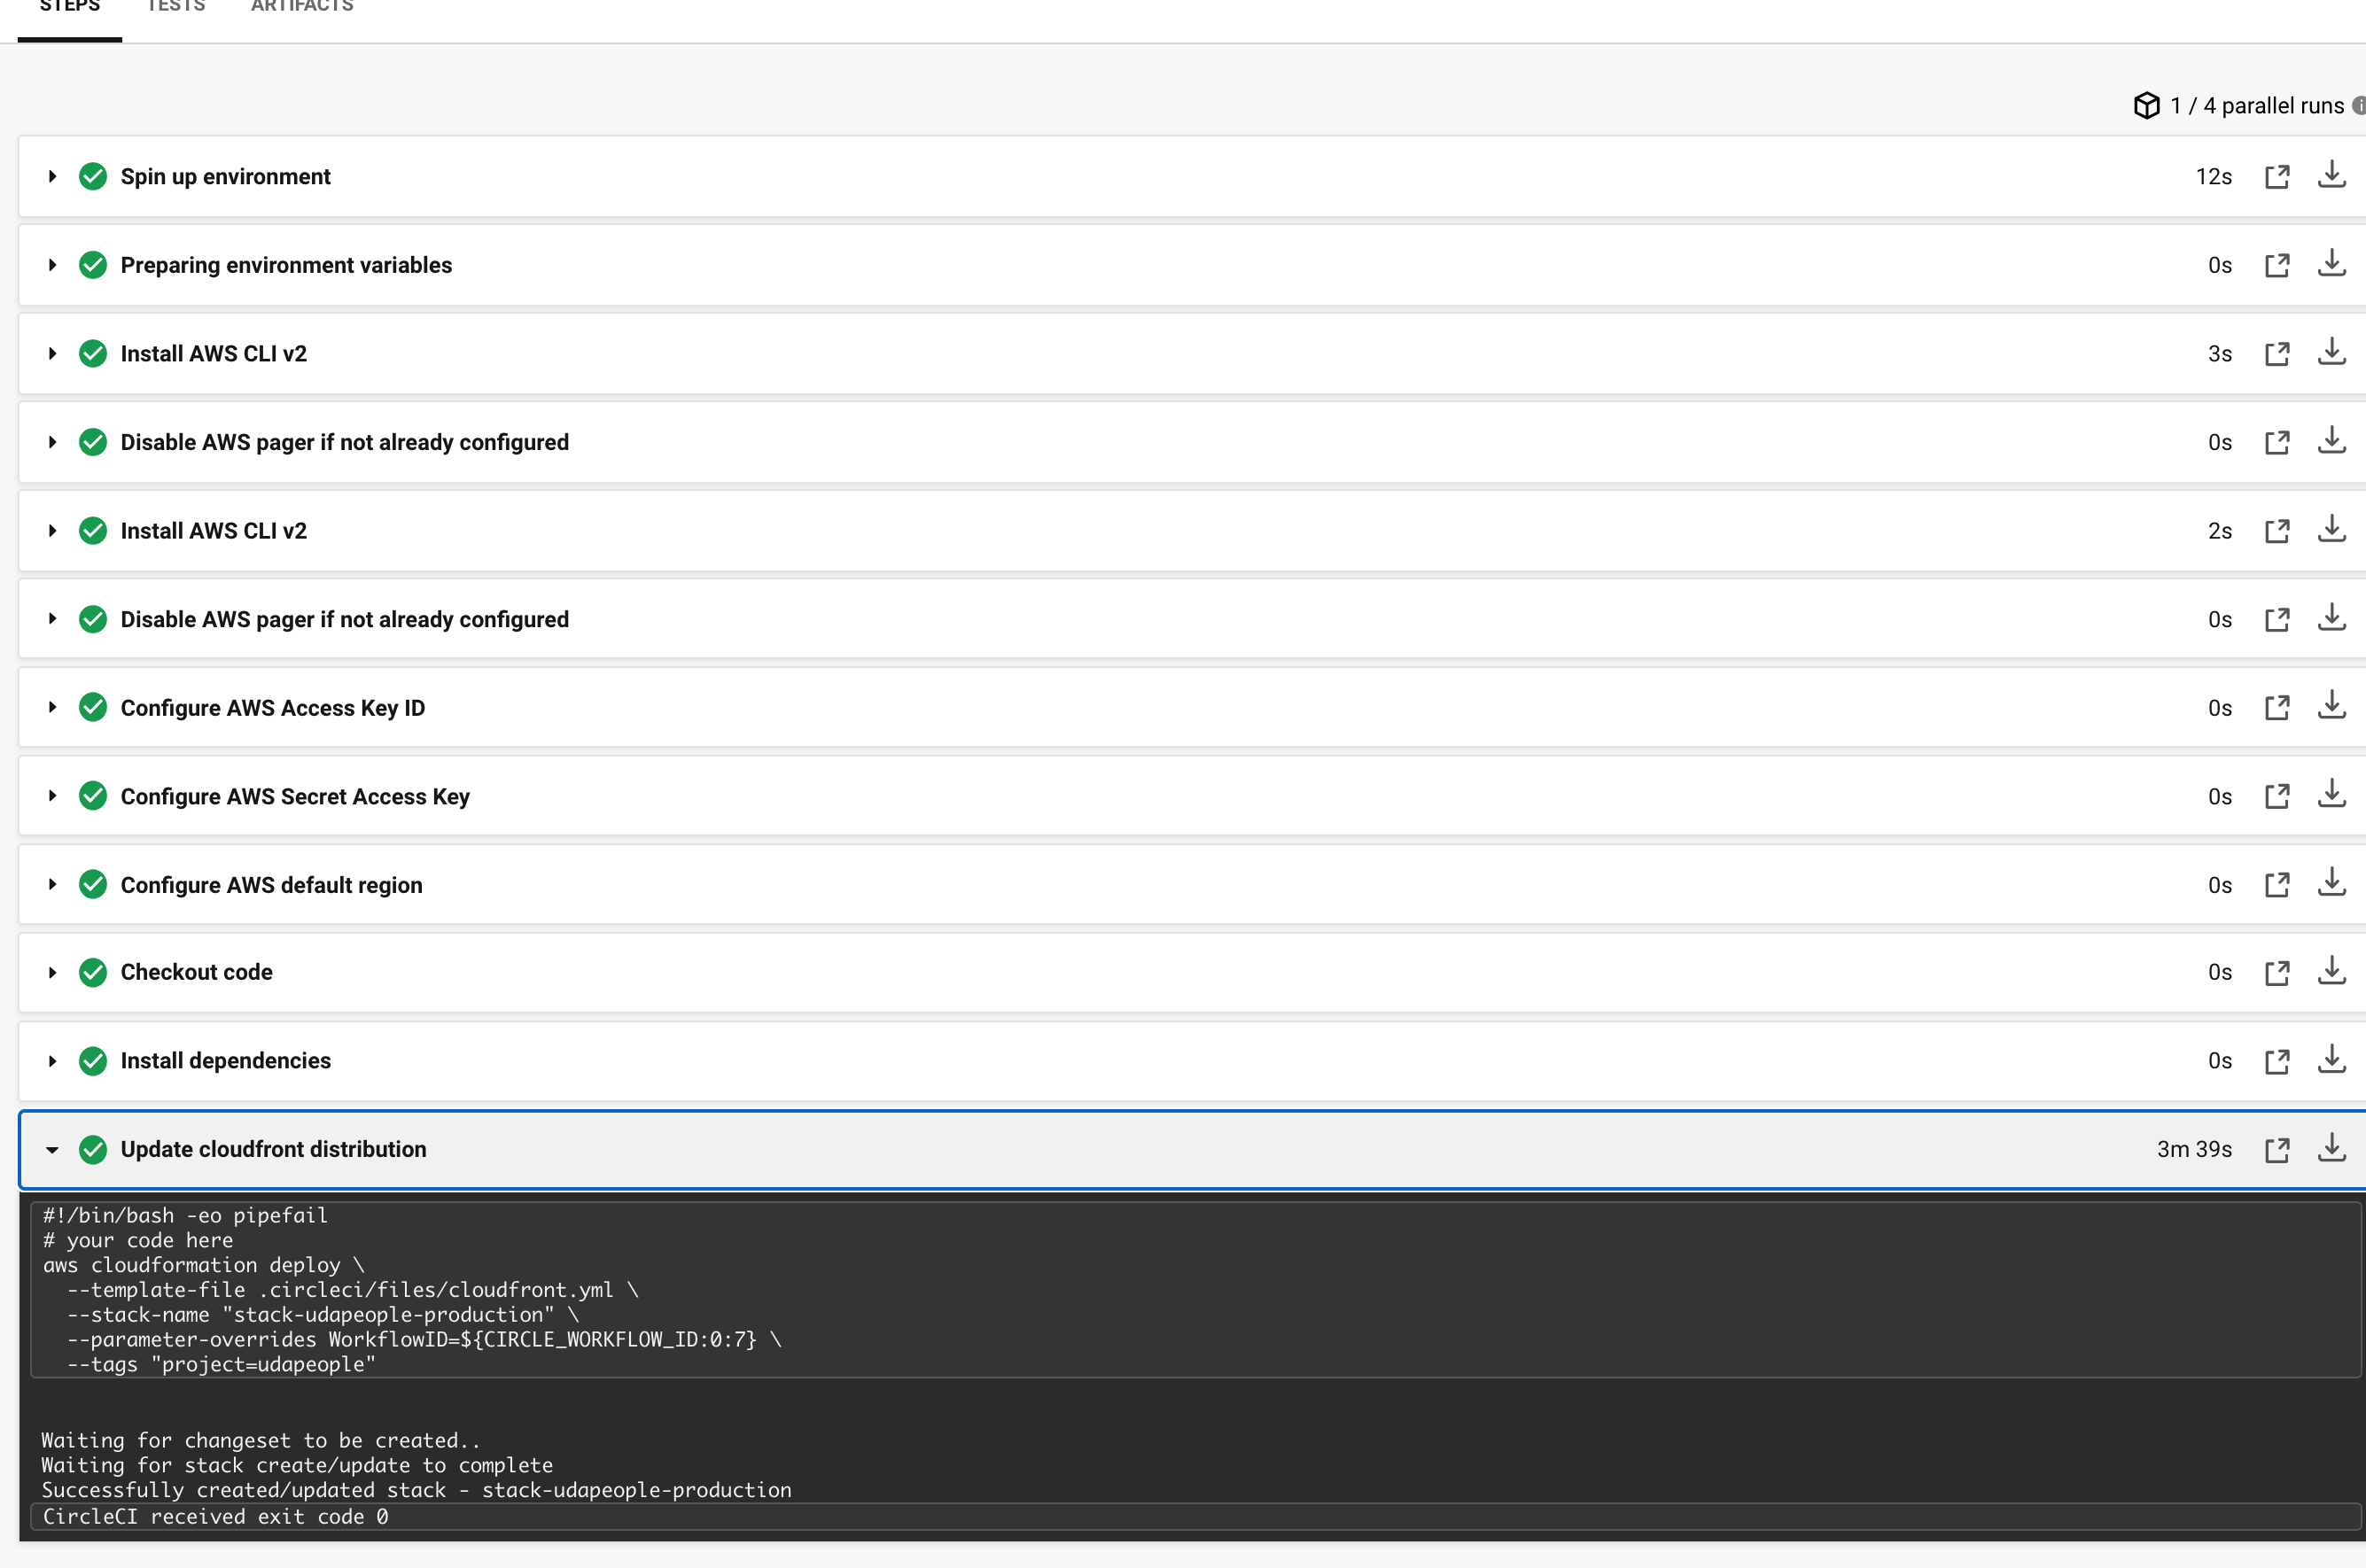 STEPS TESTS ARTIFACTS
1 / 4 parallel runs
Spin up environment 12s
Preparing environment variables 0s
Install AWS CLI v2 3s
Disable AWS pager if not already configured 0s
Install AWS CLI v2 2s
Disable AWS pager if not already configured 0s
Configure AWS Access Key ID 0s
Configure AWS Secret Access Key 0s
Configure AWS default region 0s
Checkout code 0s
Install dependencies 0s
Update cloudfront distribution 3m 39s
#!/bin/bash -eo pipefail
# your code here
aws cloudformation deploy \
  --template-file .circleci/files/cloudfront.yml \
  --stack-name "stack-udapeople-production" \
  --parameter-overrides WorkflowID=${CIRCLE_WORKFLOW_ID:0:7} \
  --tags "project=udapeople"
Waiting for changeset to be created..
Waiting for stack create/update to complete
Successfully created/updated stack - stack-udapeople-production
CircleCI received exit code 0